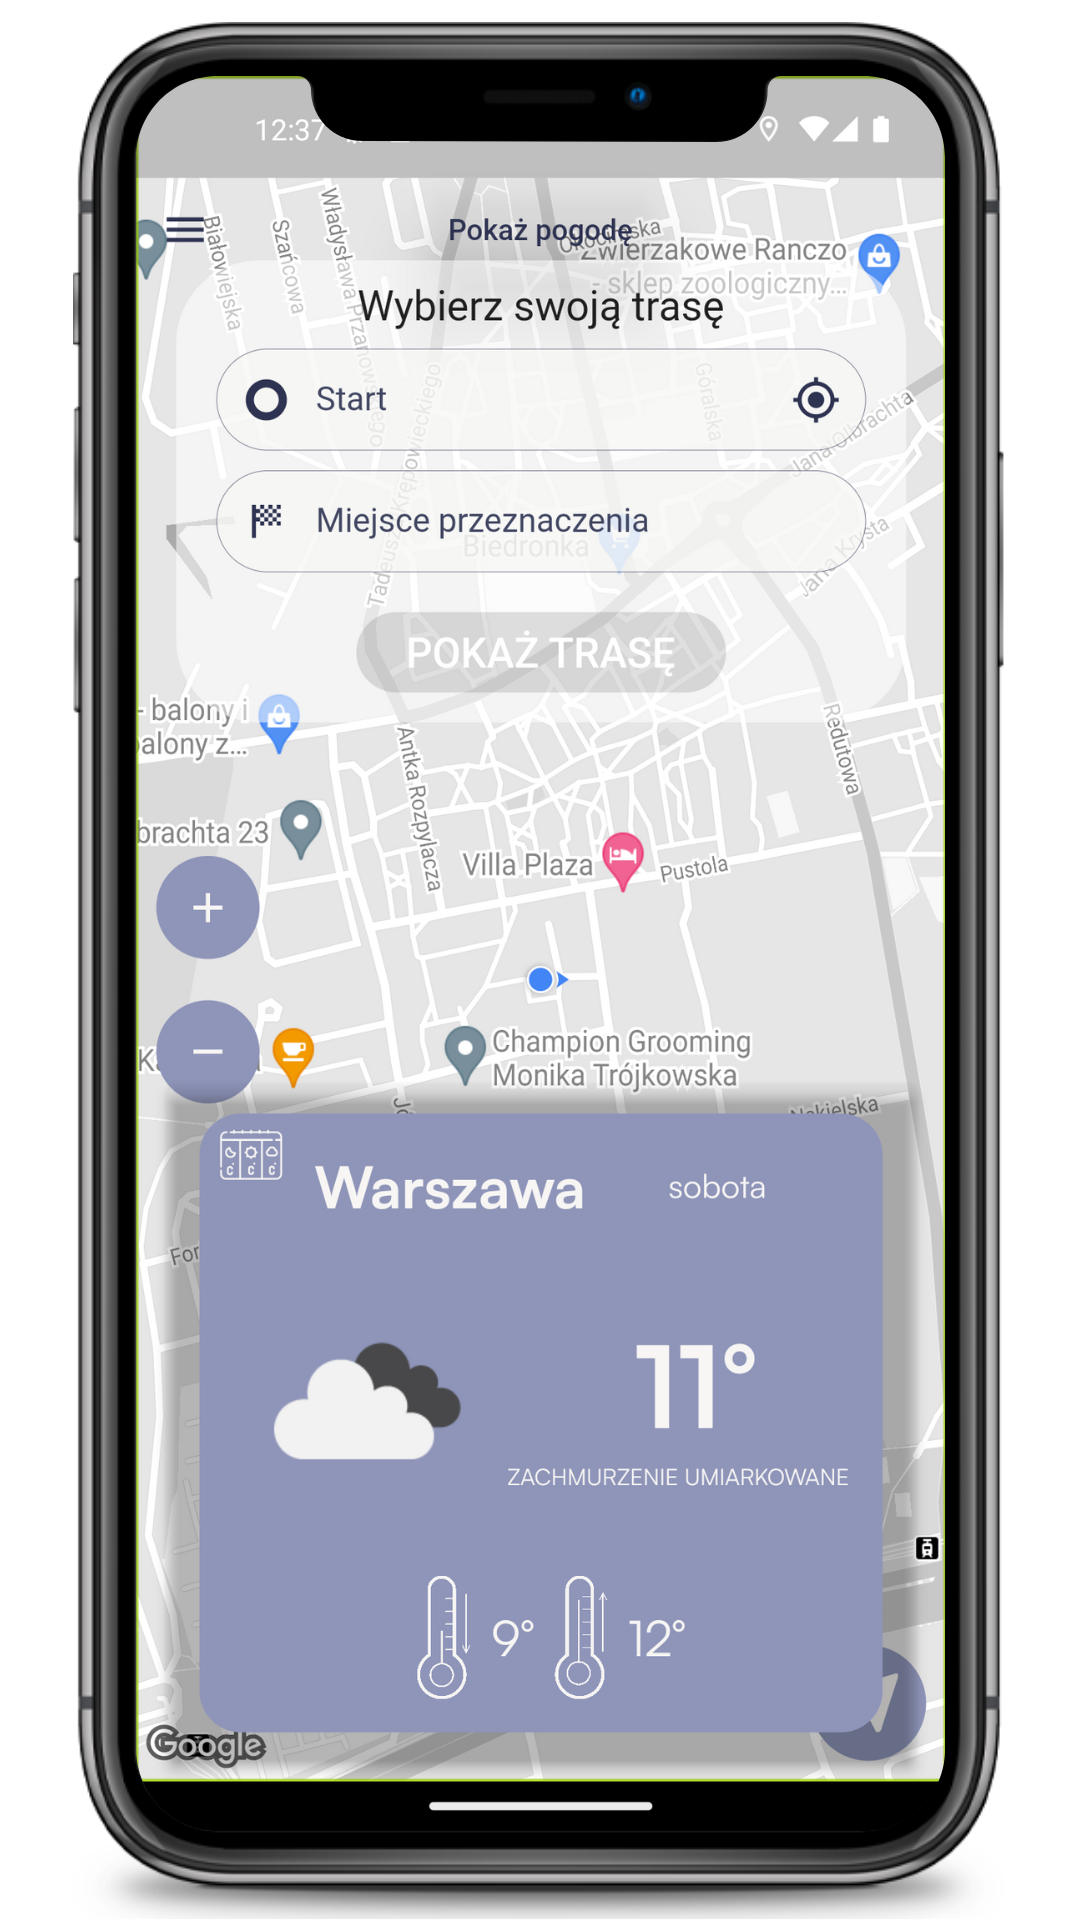 12:37
Białowiejska
Szańcowa
Władysława Przanowskiego
Pokaż pogodę
Zwierzakowe Ranczo
- sklep zoologiczny...
Wybierz swoją trasę
Start
Góralska
Jana Olbrachta
Tadeusza Krępowieckiego
Miejsce przeznaczenia
Biedronka
Jana Krysta
POKAŻ TRASĘ
- balony i
balony z...
Antka Rozpylacza
Redutowa
brachta 23
Villa Plaza
Pustola
+
−
Champion Grooming
Monika Trójkowska
Nakielska
Warszawa
sobota
For
11°
ZACHMURZENIE UMIARKOWANE
9°
12°
Google